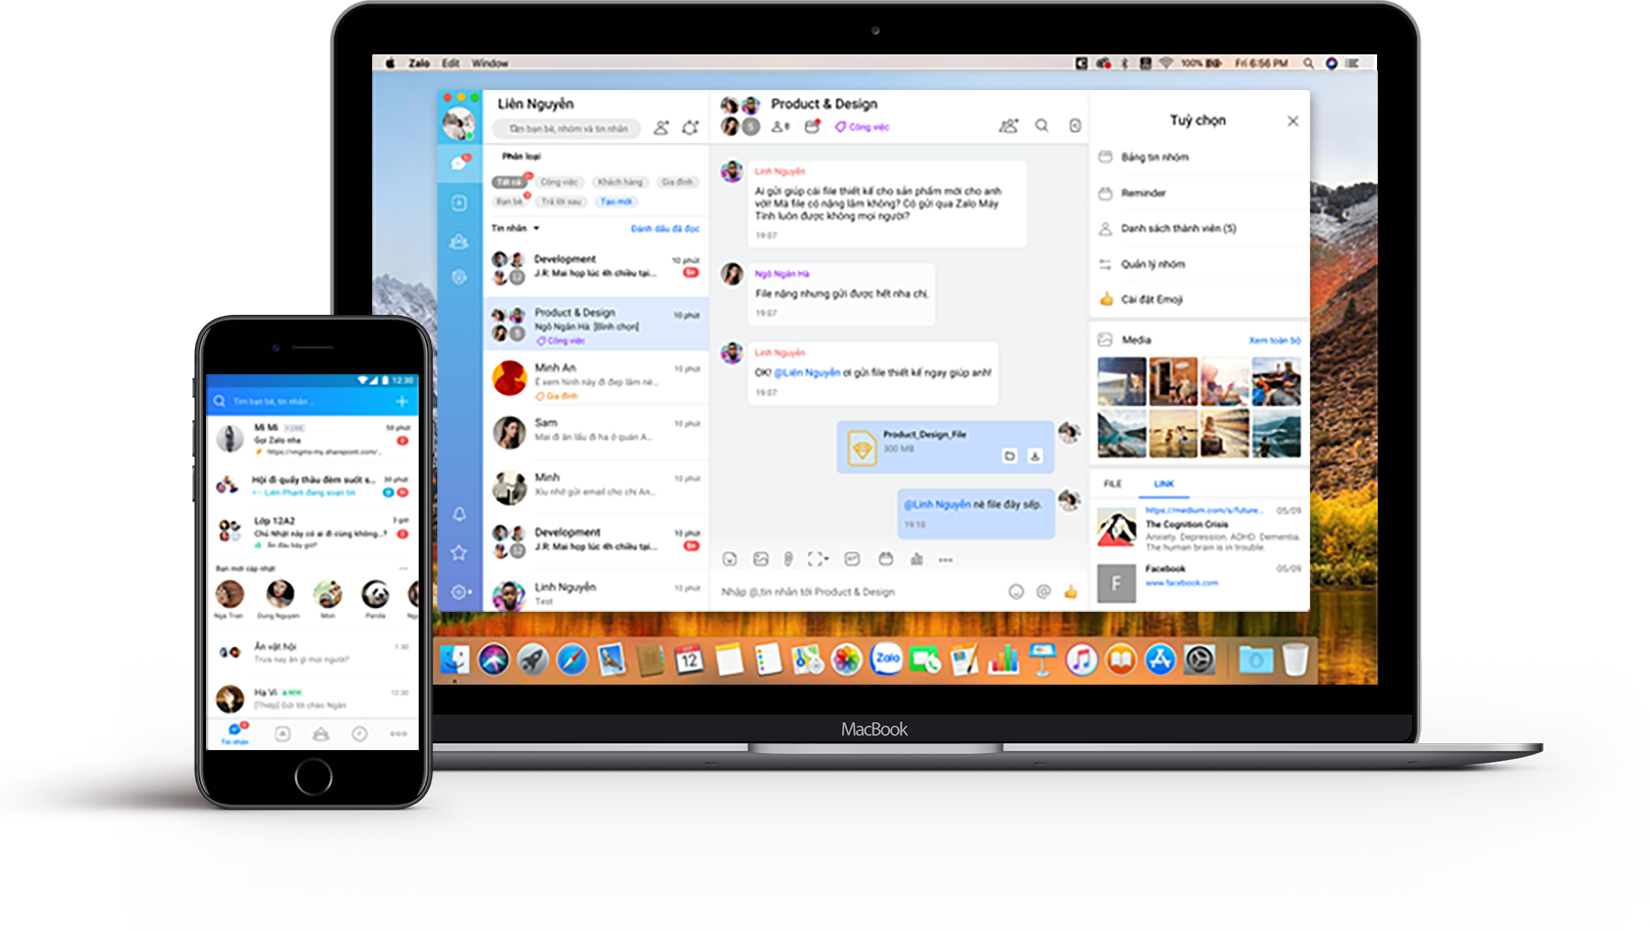 Zalo Edit Window
100%
Fri 6:56 PM
Liên Nguyễn
Tìm bạn bè, nhóm và tin nhắn
Phân loại
Tất cả
5+
Công việc
Khách hàng
Gia đình
Bạn bè
Trả lời sau
Tạo mới
Tin nhắn
Đánh dấu đã đọc
Development
10 phút
J.R: Mai họp lúc 4h chiều tại...
5+
12
Product & Design
10 phút
Ngô Ngân Hà: [Bình chọn]
Công việc
5
Minh An
10 phút
Ê xem hình này đi đẹp lắm nè...
Gia đình
Sam
10 phút
Mai đi ăn lẩu đi ha ở quán A...
Minh
10 phút
Xíu nhớ gửi email cho chị An...
Development
10 phút
J.R: Mai họp lúc 4h chiều tại...
5+
12
Linh Nguyễn
10 phút
Test
Product & Design
5
8
Công việc
Linh Nguyễn
Ai gửi giúp cái file thiết kế cho sản phẩm mới cho anh
với! Mà file có nặng lắm không? Có gửi qua Zalo Máy
Tính luôn được không mọi người?
19:07
Ngô Ngân Hà
File nặng nhưng gửi được hết nha chị.
19:07
Linh Nguyễn
OK! @Liên Nguyễn ơi gửi file thiết kế ngay giúp anh!
19:07
Product_Design_File
300 MB
@Linh Nguyễn nè file đây sếp.
19:10
Nhập @,tin nhắn tới Product & Design
Tuỳ chọn
Bảng tin nhóm
Reminder
Danh sách thành viên (5)
Quản lý nhóm
Cài đặt Emoji
Media
Xem toàn bộ
FILE
LINK
https://medium.com/s/future...
05/09
The Cognition Crisis
Anxiety. Depression. ADHD. Dementia.
The human brain is in trouble.
F
Facebook
05/09
www.facebook.com
12
Zalo
MacBook
12:30
Tìm bạn bè, tin nhắn ...
Mi Mi
LIVE
30 phút
Gọi Zalo nha
https://vngms-my.sharepoint.com/...
Hội đi quẩy thâu đêm suốt s...
30 phút
Liên Phạm đang soạn tin
Lớp 12A2
3 giờ
Chủ Nhật này có ai đi cùng không...?
Ăn đâu bây giờ?
Bạn mới cập nhật
Nga Tran
Dung Nguyen
Mon
Panda
Ăn vặt hội
1:30
Trưa nay ăn gì mọi người?
Hạ Vi
NEW
12:30
[Thiệp] Gửi lời chào Ngân
Tin nhắn